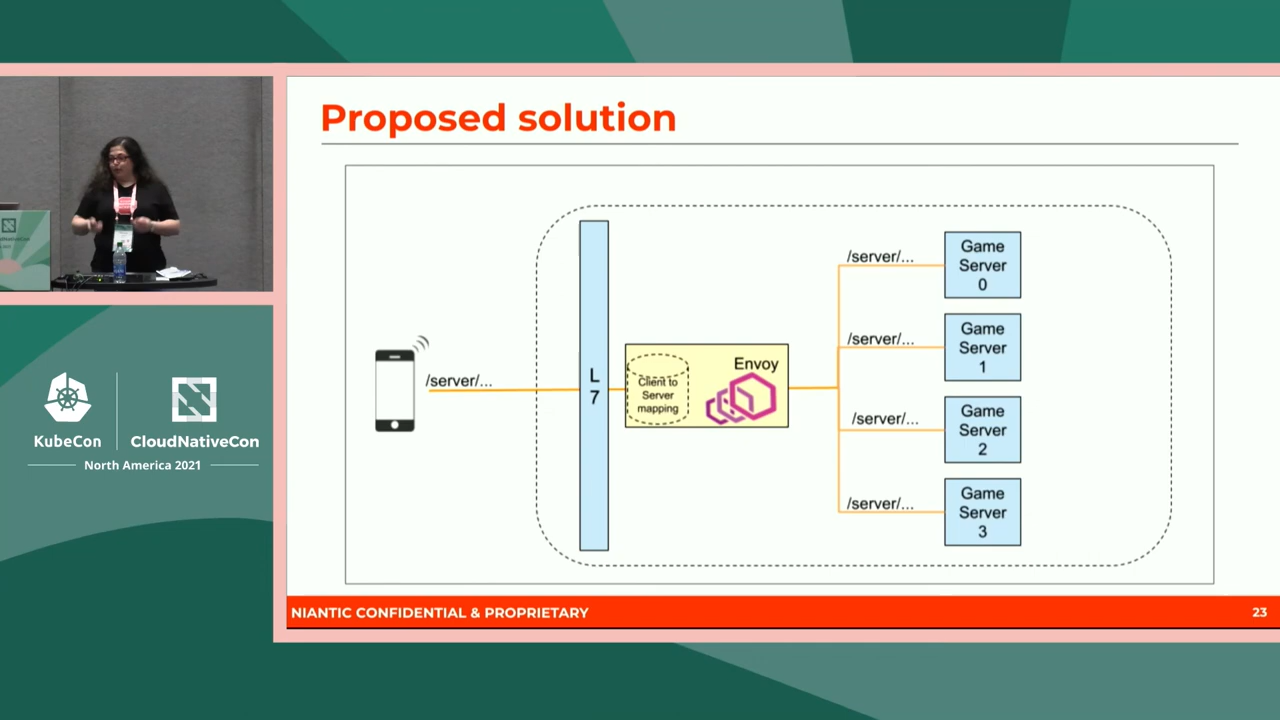 Proposed solution
/server/...
L
7
Client to
Server
mapping
Envoy
/server/...
Game
Server
0
/server/...
Game
Server
1
/server/...
Game
Server
2
/server/...
Game
Server
3
NIANTIC CONFIDENTIAL & PROPRIETARY
23
KubeCon
CloudNativeCon
North America 2021